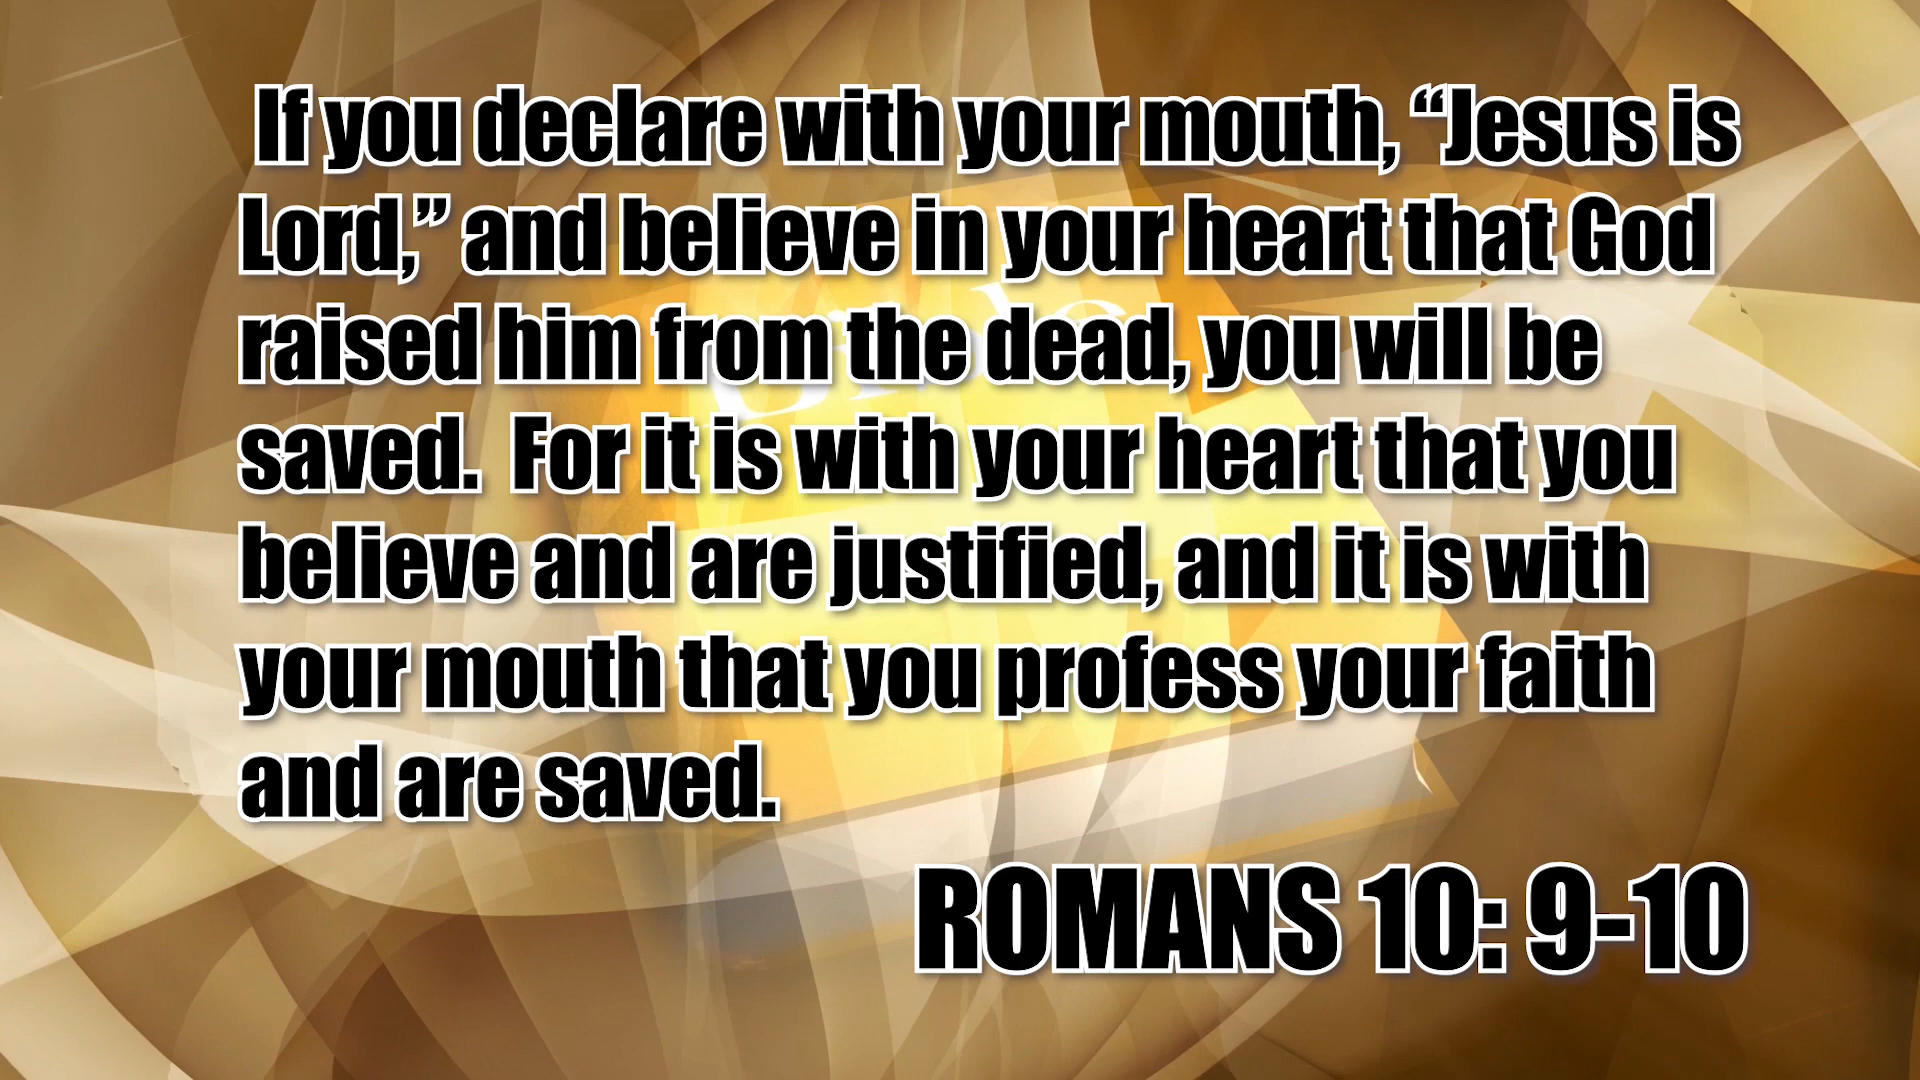 If you declare with your mouth, “Jesus is
Lord,” and believe in your heart that God
raised him from the dead, you will be
saved.  For it is with your heart that you
believe and are justified, and it is with
your mouth that you profess your faith
and are saved.
ROMANS 10: 9-10